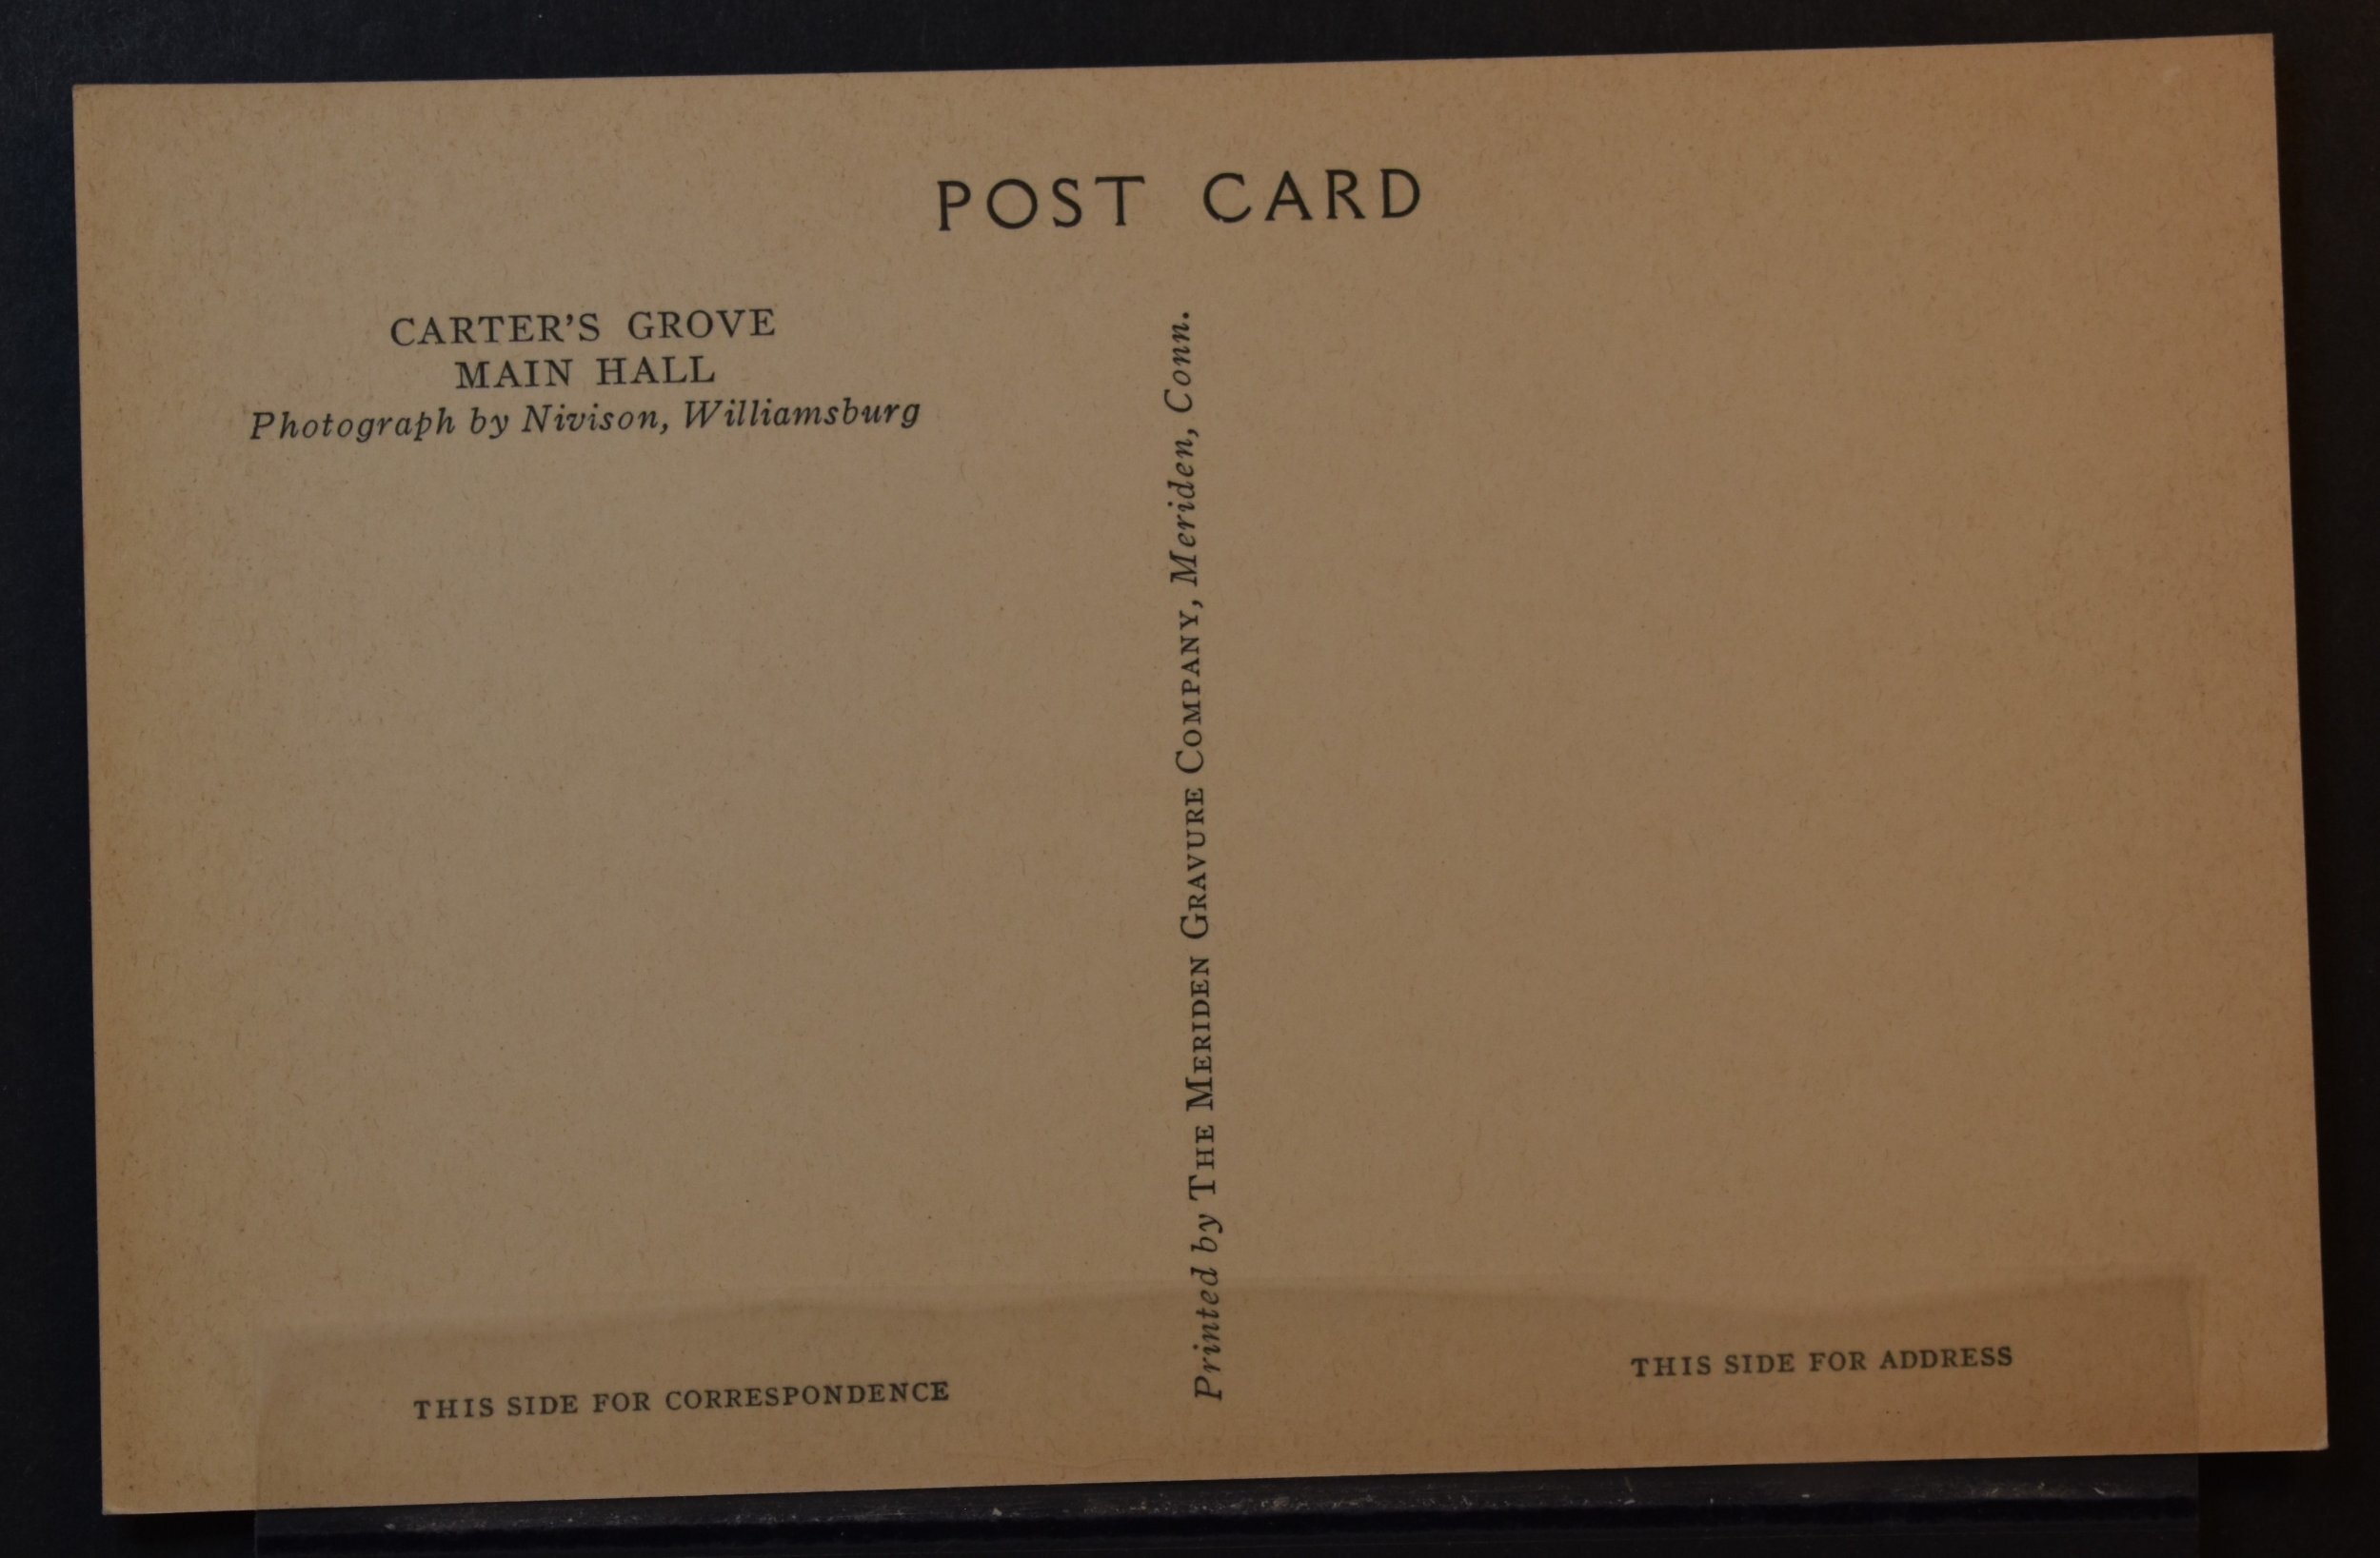 POST CARD
CARTER'S GROVE
MAIN HALL
Photograph by Nivison, Williamsburg
Printed by THE MERIDEN GRAVURE COMPANY, Meriden, Conn.
THIS SIDE FOR CORRESPONDENCE
THIS SIDE FOR ADDRESS